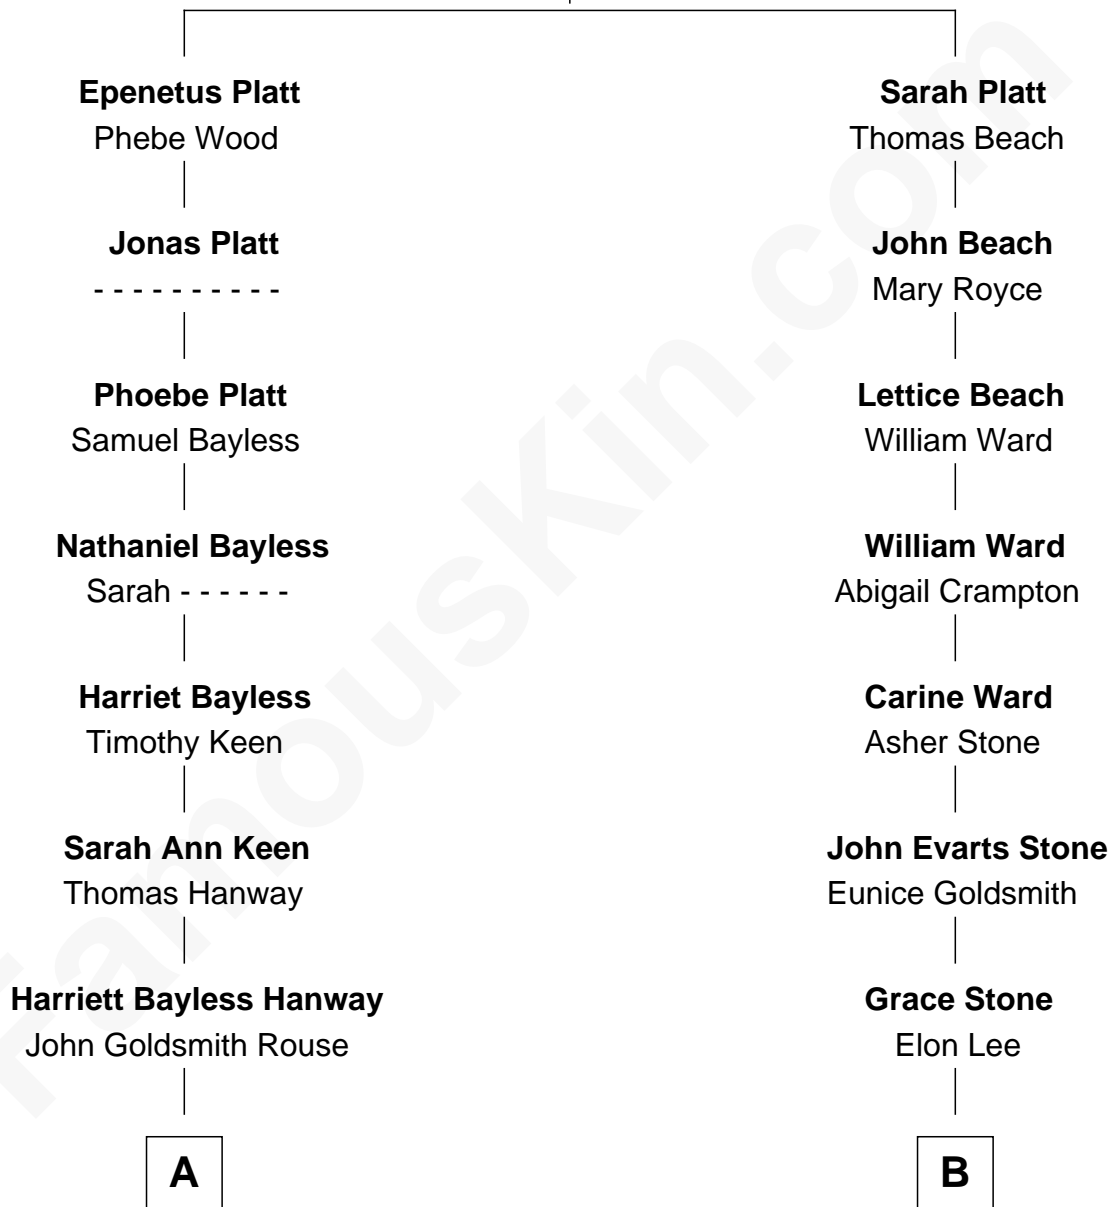 Epenetus Platt
Phebe Wood
Jonas Platt
- - - - - - - - - -
Phoebe Platt
Samuel Bayless
Nathaniel Bayless
Sarah - - - - - -
Harriet Bayless
Timothy Keen
Sarah Ann Keen
Thomas Hanway
Harriett Bayless Hanway
John Goldsmith Rouse
A
Sarah Platt
Thomas Beach
John Beach
Mary Royce
Lettice Beach
William Ward
William Ward
Abigail Crampton
Carine Ward
Asher Stone
John Evarts Stone
Eunice Goldsmith
Grace Stone
Elon Lee
B
FamousKin.com